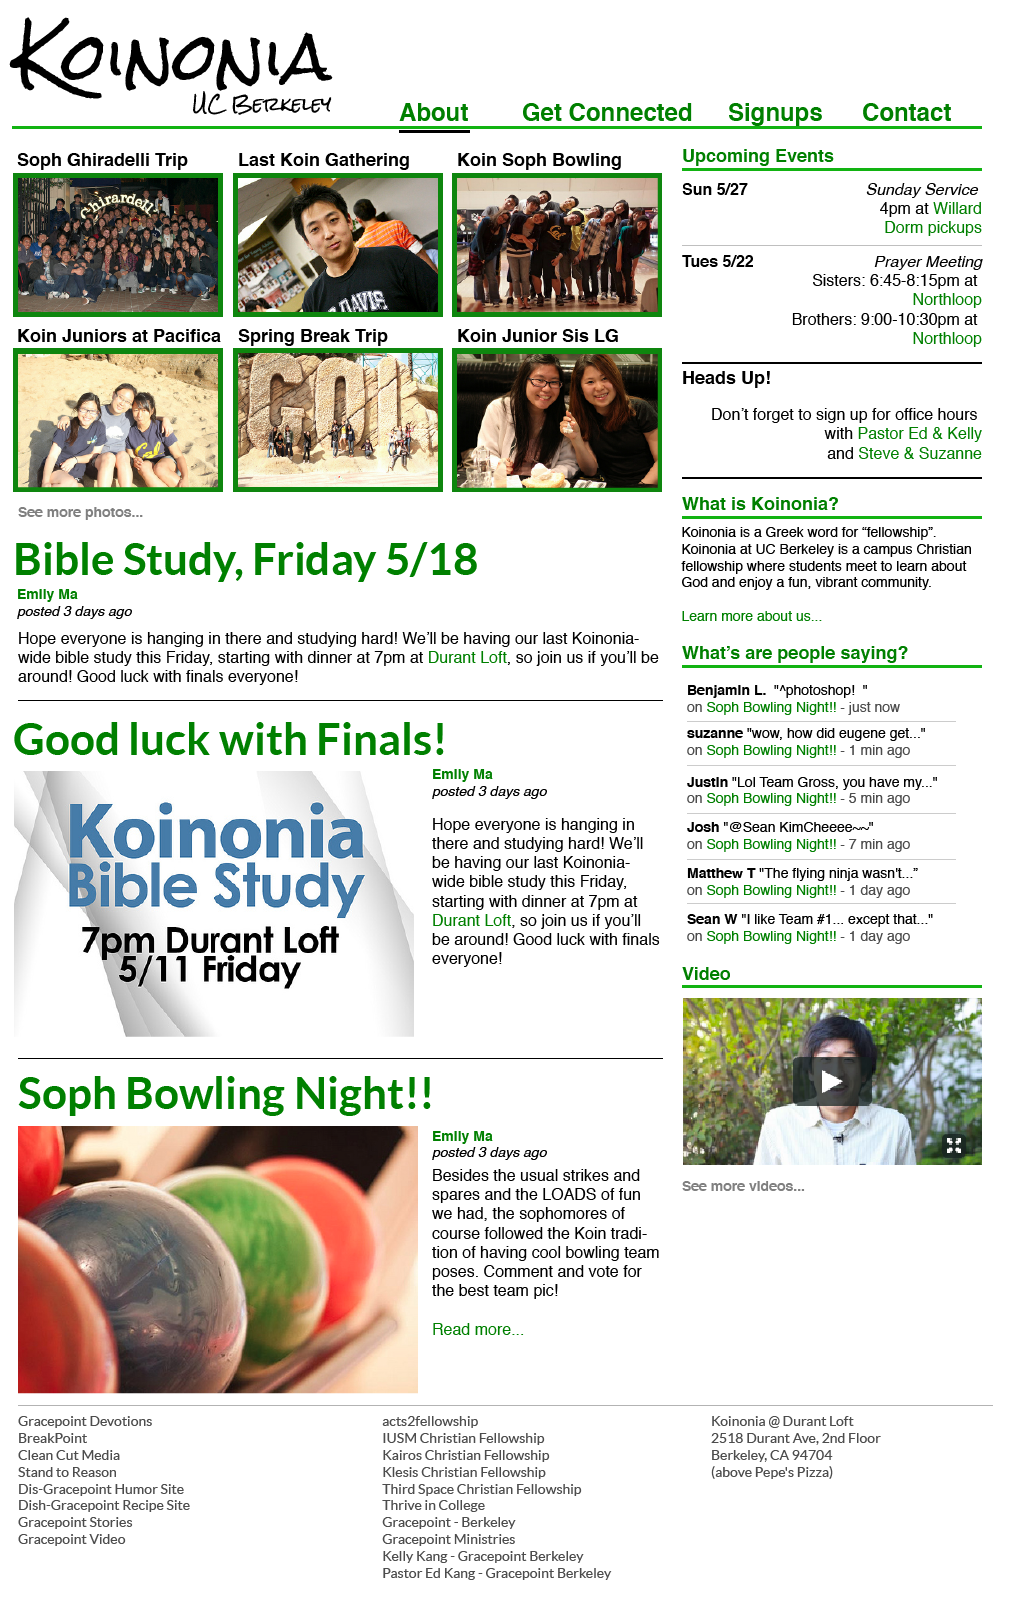 Koinonia
UC Berkeley
About
Get Connected
Signups
Contact
Soph Ghiradelli Trip
Last Koin Gathering
Koin Soph Bowling
Ghirardelli
DAVIS
Koin Juniors at Pacifica
Spring Break Trip
Koin Junior Sis LG
Cal
See more photos...
Bible Study, Friday 5/18
Emily Ma
posted 3 days ago
Hope everyone is hanging in there and studying hard! We'll be having our last Koinonia-
wide bible study this Friday, starting with dinner at 7pm at Durant Loft, so join us if you'll be
around! Good luck with finals everyone!
Good luck with Finals!
Koinonia
Bible Study
7pm Durant Loft
5/11 Friday
Emily Ma
posted 3 days ago
Hope everyone is hanging in
there and studying hard! We'll
be having our last Koinonia-
wide bible study this Friday,
starting with dinner at 7pm at
Durant Loft, so join us if you'll
be around! Good luck with finals
everyone!
Soph Bowling Night!!
Emily Ma
posted 3 days ago
Besides the usual strikes and
spares and the LOADS of fun
we had, the sophomores of
course followed the Koin tradi-
tion of having cool bowling team
poses. Comment and vote for
the best team pic!
Read more...
Upcoming Events
Sun 5/27
Sunday Service
4pm at Willard
Dorm pickups
Tues 5/22
Prayer Meeting
Sisters: 6:45-8:15pm at
Northloop
Brothers: 9:00-10:30pm at
Northloop
Heads Up!
Don't forget to sign up for office hours
with Pastor Ed & Kelly
and Steve & Suzanne
What is Koinonia?
Koinonia is a Greek word for “fellowship”.
Koinonia at UC Berkeley is a campus Christian
fellowship where students meet to learn about
God and enjoy a fun, vibrant community.
Learn more about us...
What's are people saying?
Benjamin L. "^photoshop! "
on Soph Bowling Night!! - just now
suzanne "wow, how did eugene get..."
on Soph Bowling Night!! - 1 min ago
Justin "Lol Team Gross, you have my..."
on Soph Bowling Night!! - 5 min ago
Josh "@Sean KimCheeee~~"
on Soph Bowling Night!! - 7 min ago
Matthew T "The flying ninja wasn't...”
on Soph Bowling Night!! - 1 day ago
Sean W "I like Team #1... except that..."
on Soph Bowling Night!! - 1 day ago
Video
See more videos...
Gracepoint Devotions
BreakPoint
Clean Cut Media
Stand to Reason
Dis-Gracepoint Humor Site
Dish-Gracepoint Recipe Site
Gracepoint Stories
Gracepoint Video
acts2fellowship
IUSM Christian Fellowship
Kairos Christian Fellowship
Klesis Christian Fellowship
Third Space Christian Fellowship
Thrive in College
Gracepoint - Berkeley
Gracepoint Ministries
Kelly Kang - Gracepoint Berkeley
Pastor Ed Kang - Gracepoint Berkeley
Koinonia @ Durant Loft
2518 Durant Ave, 2nd Floor
Berkeley, CA 94704
(above Pepe's Pizza)